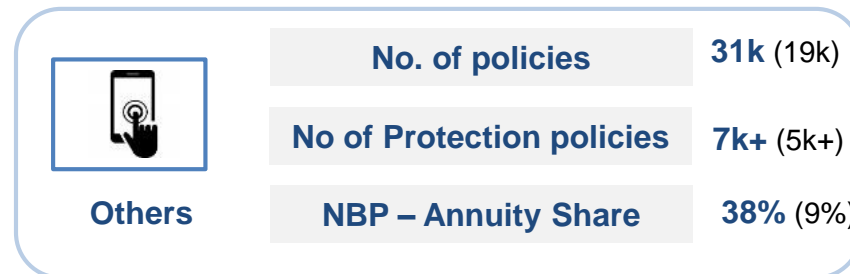 No. of policies 31k (19k)
No of Protection policies 7k+ (5k+)
Others NBP – Annuity Share 38% (9%)